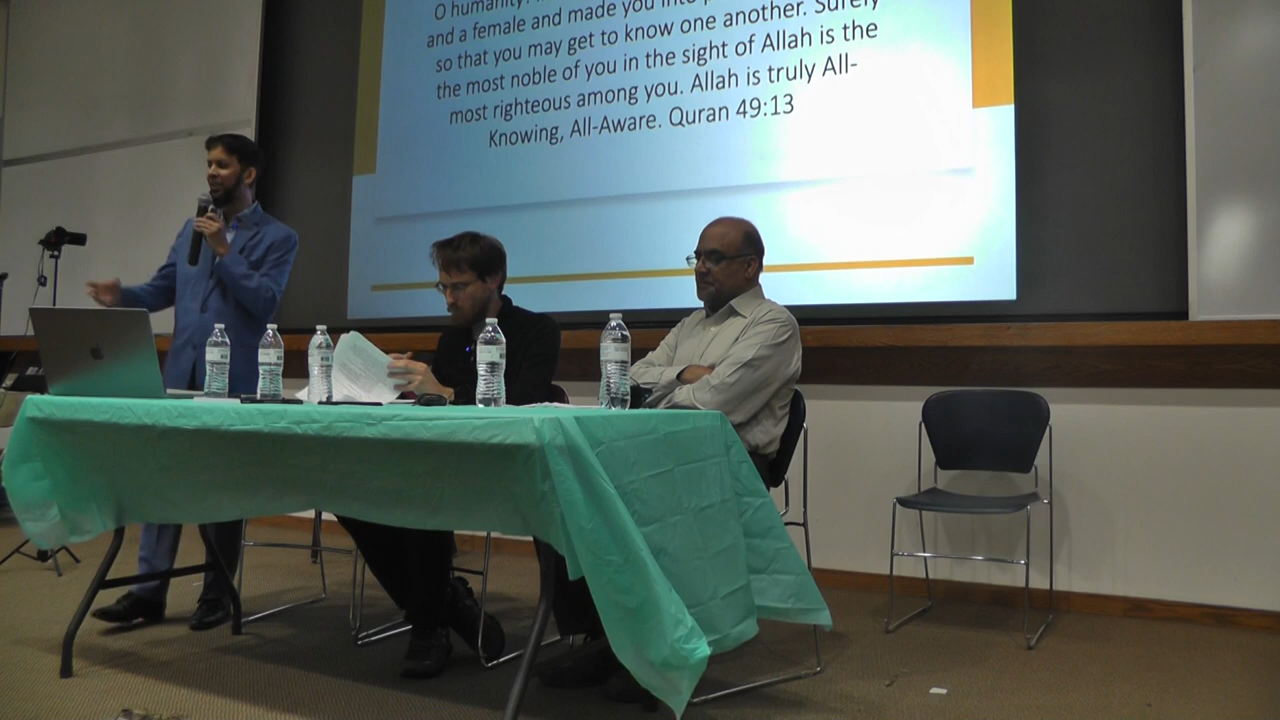 O humanity!
and a female and made you into
so that you may get to know one another. Surely
the most noble of you in the sight of Allah is the
most righteous among you. Allah is truly All-
Knowing, All-Aware. Quran 49:13